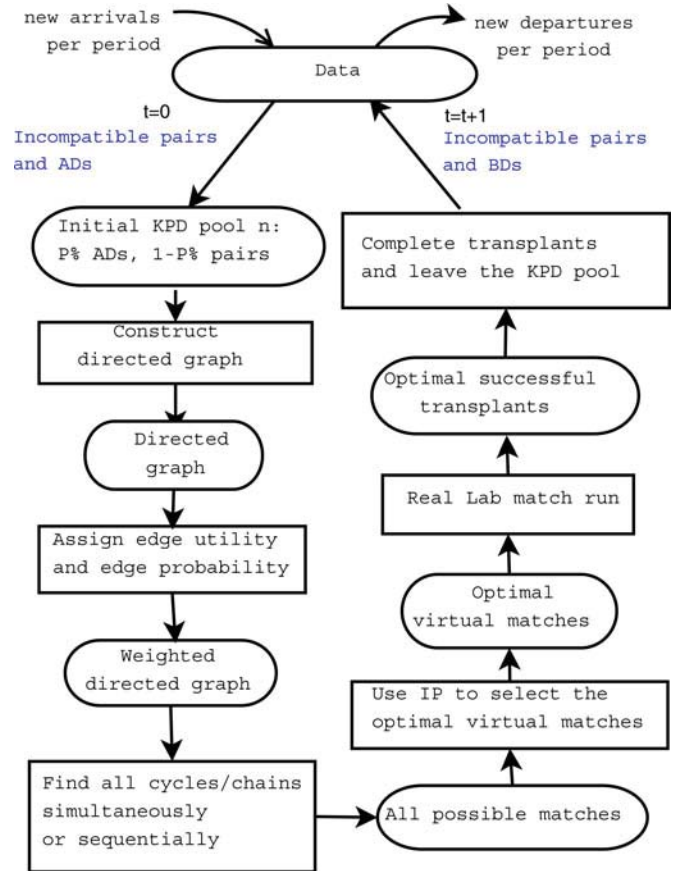 new arrivals
per period
new departures
per period
Data
t=0
Incompatible pairs
and ADs
t=t+1
Incompatible pairs
and BDs
Initial KPD pool n:
P% ADs, 1-P% pairs
Construct
directed graph
Directed
graph
Assign edge utility
and edge probability
Weighted
directed graph
Find all cycles/chains
simultaneously
or sequentially
All possible matches
Use IP to select the
optimal virtual matches
Optimal
virtual matches
Real Lab match run
Optimal successful
transplants
Complete transplants
and leave the KPD pool